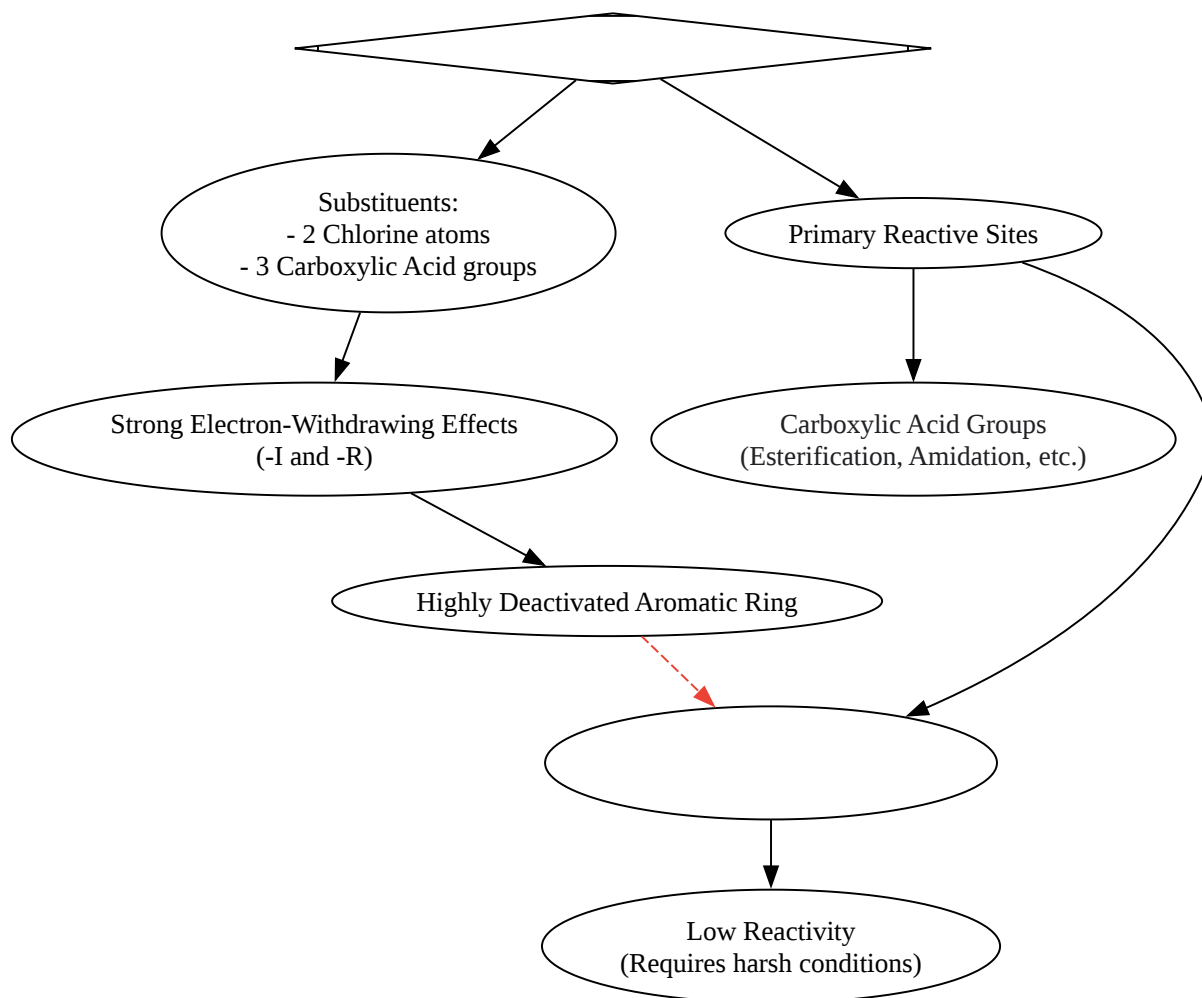 Substituents:
- 2 Chlorine atoms
- 3 Carboxylic Acid groups
Primary Reactive Sites
Strong Electron-Withdrawing Effects
(-I and -R)
Carboxylic Acid Groups
(Esterification, Amidation, etc.)
Highly Deactivated Aromatic Ring
Low Reactivity
(Requires harsh conditions)